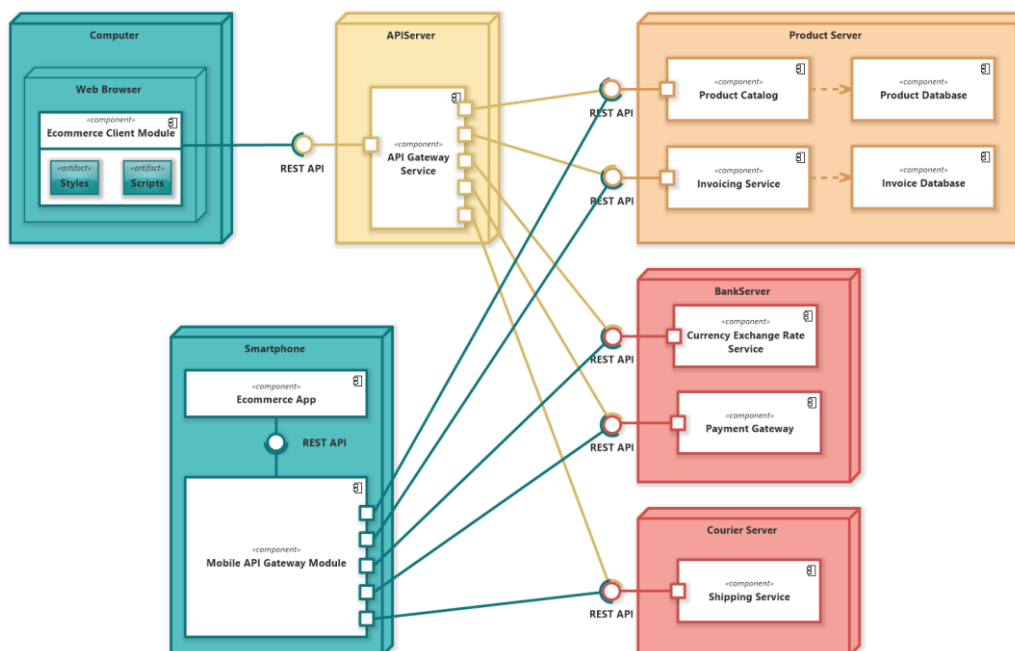 Computer
Web Browser
«component»
Ecommerce Client Module
«artifact»
Styles
«artifact»
Scripts
REST API
APIServer
«component»
API Gateway
Service
Product Server
«component»
Product Catalog
«component»
Product Database
REST API
«component»
Invoicing Service
«component»
Invoice Database
REST API
BankServer
«component»
Currency Exchange Rate
Service
REST API
«component»
Payment Gateway
REST API
Smartphone
«component»
Ecommerce App
REST API
«component»
Mobile API Gateway Module
Courier Server
«component»
Shipping Service
REST API